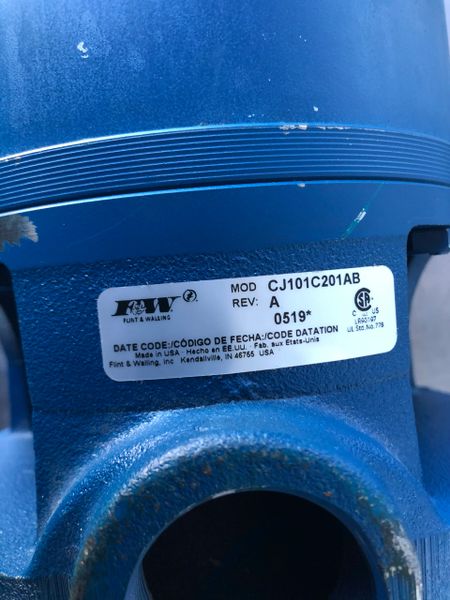 F&W
FLINT & WALLING
MOD CJ101C201AB
REV: A
0519*
C US
LR60197
UL Std. No. 778
DATE CODE:/CÓDIGO DE FECHA:/CODE DATATION
Made in USA · Hecho en EE.UU. · Fab. aux Etats-Unis
Flint & Walling, Inc Kendallville, IN 46755 USA